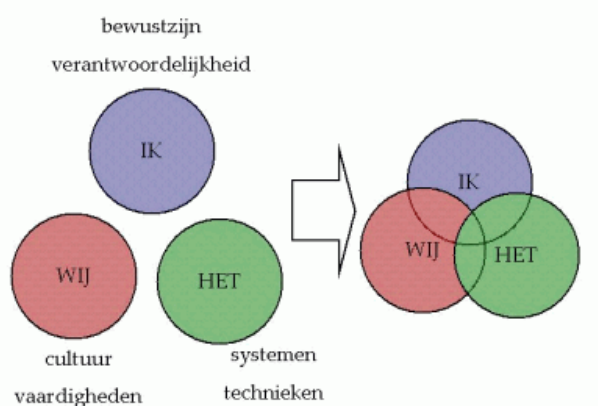 bewustzijn
verantwoordelijkheid
IK
WIJ
HET
cultuur
vaardigheden
systemen
technieken
IK
WIJ
HET